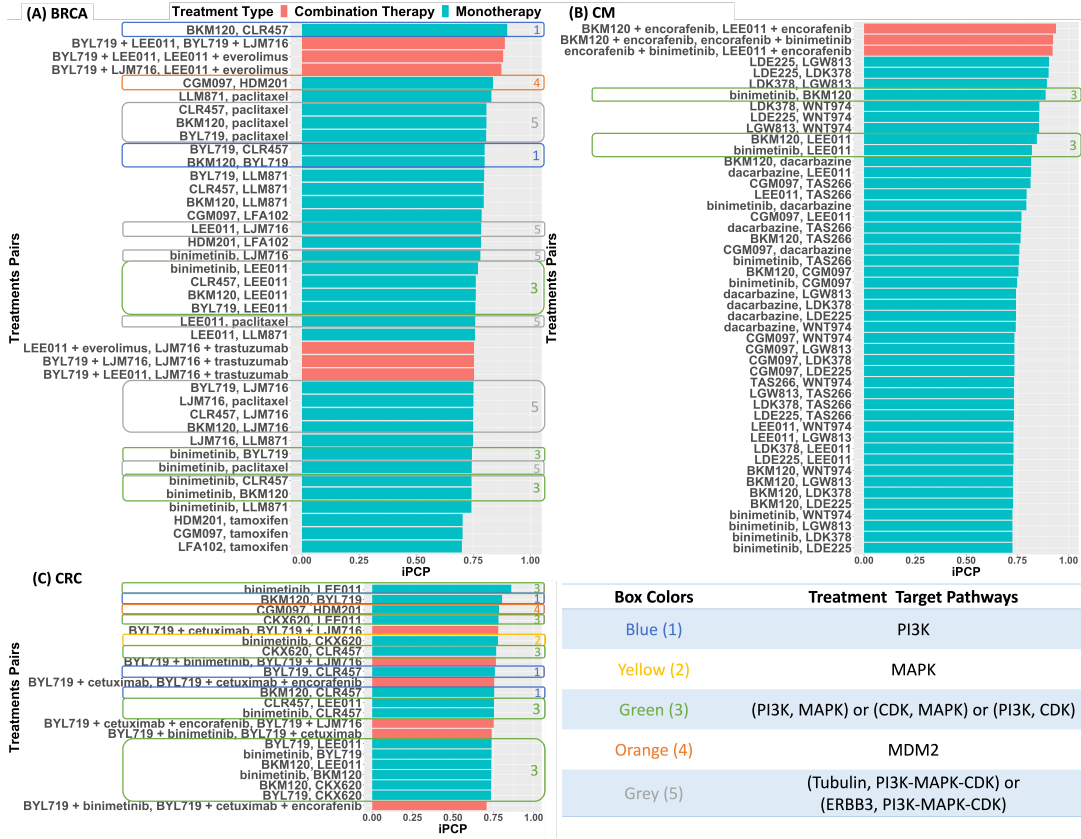 (A) BRCA
Treatment Type Combination Therapy Monotherapy
(B) CM
Treatments Pairs
BKM120, CLR457 1
BYL719 + LEE011, BYL719 + LJM716
BYL719 + LEE011, LEE011 + everolimus
BYL719 + LJM716, LEE011 + everolimus
CGM097, HDM201 4
LLM871, paclitaxel
CLR457, paclitaxel
BKM120, paclitaxel 5
BYL719, paclitaxel
BYL719, CLR457 1
BKM120, BYL719
BYL719, LLM871
CLR457, LLM871
BKM120, LLM871
CGM097, LFA102
LEE011, LJM716 5
HDM201, LFA102
binimetinib, LJM716 5
binimetinib, LEE011
CLR457, LEE011 3
BKM120, LEE011
BYL719, LEE011
LEE011, paclitaxel 5
LEE011, LLM871
LEE011 + everolimus, LJM716 + trastuzumab
BYL719 + LJM716, LJM716 + trastuzumab
BYL719 + LEE011, LJM716 + trastuzumab
BYL719, LJM716
LJM716, paclitaxel 5
CLR457, LJM716
BKM120, LJM716
LJM716, LLM871
binimetinib, BYL719 3
binimetinib, paclitaxel 5
binimetinib, CLR457 3
binimetinib, BKM120
binimetinib, LLM871
HDM201, tamoxifen
CGM097, tamoxifen
LFA102, tamoxifen
0.00 0.25 0.50 0.75 1.00
iPCP
Treatments Pairs
BKM120 + encorafenib, LEE011 + encorafenib
BKM120 + encorafenib, encorafenib + binimetinib
encorafenib + binimetinib, LEE011 + encorafenib
LDE225, LGW813
LDE225, LDK378
LDK378, LGW813
binimetinib, BKM120 3
LDK378, WNT974
LDE225, WNT974
LGW813, WNT974
BKM120, LEE011 3
binimetinib, LEE011
BKM120, dacarbazine
dacarbazine, LEE011
CGM097, TAS266
LEE011, TAS266
binimetinib, dacarbazine
CGM097, LEE011
dacarbazine, TAS266
BKM120, TAS266
CGM097, dacarbazine
binimetinib, TAS266
BKM120, CGM097
binimetinib, CGM097
dacarbazine, LGW813
dacarbazine, LDK378
dacarbazine, LDE225
dacarbazine, WNT974
CGM097, WNT974
CGM097, LGW813
CGM097, LDK378
CGM097, LDE225
TAS266, WNT974
LGW813, TAS266
LDK378, TAS266
LDE225, TAS266
LEE011, WNT974
LEE011, LGW813
LDK378, LEE011
LDE225, LEE011
BKM120, WNT974
BKM120, LGW813
BKM120, LDK378
BKM120, LDE225
binimetinib, WNT974
binimetinib, LGW813
binimetinib, LDK378
binimetinib, LDE225
0.00 0.25 0.50 0.75 1.00
iPCP
(C) CRC
Treatments Pairs
binimetinib, LEE011 3
BKM120, BYL719 1
CGM097, HDM201 4
CKX620, LEE011 3
BYL719 + cetuximab, BYL719 + LJM716
binimetinib, CKX620 2
CKX620, CLR457 3
BYL719 + binimetinib, BYL719 + LJM716
BYL719, CLR457 1
BYL719 + cetuximab, BYL719 + cetuximab + encorafenib
BKM120, CLR457 1
CLR457, LEE011 3
binimetinib, CLR457
BYL719 + cetuximab + encorafenib, BYL719 + LJM716
BYL719 + binimetinib, BYL719 + cetuximab
BYL719, LEE011
binimetinib, BYL719
BKM120, LEE011 3
binimetinib, BKM120
BKM120, CKX620
BYL719, CKX620
BYL719 + binimetinib, BYL719 + cetuximab + encorafenib
0.00 0.25 0.50 0.75 1.00
iPCP
Box Colors Treatment Target Pathways
Blue (1) PI3K
Yellow (2) MAPK
Green (3) (PI3K, MAPK) or (CDK, MAPK) or (PI3K, CDK)
Orange (4) MDM2
Grey (5) (Tubulin, PI3K-MAPK-CDK) or
(ERBB3, PI3K-MAPK-CDK)